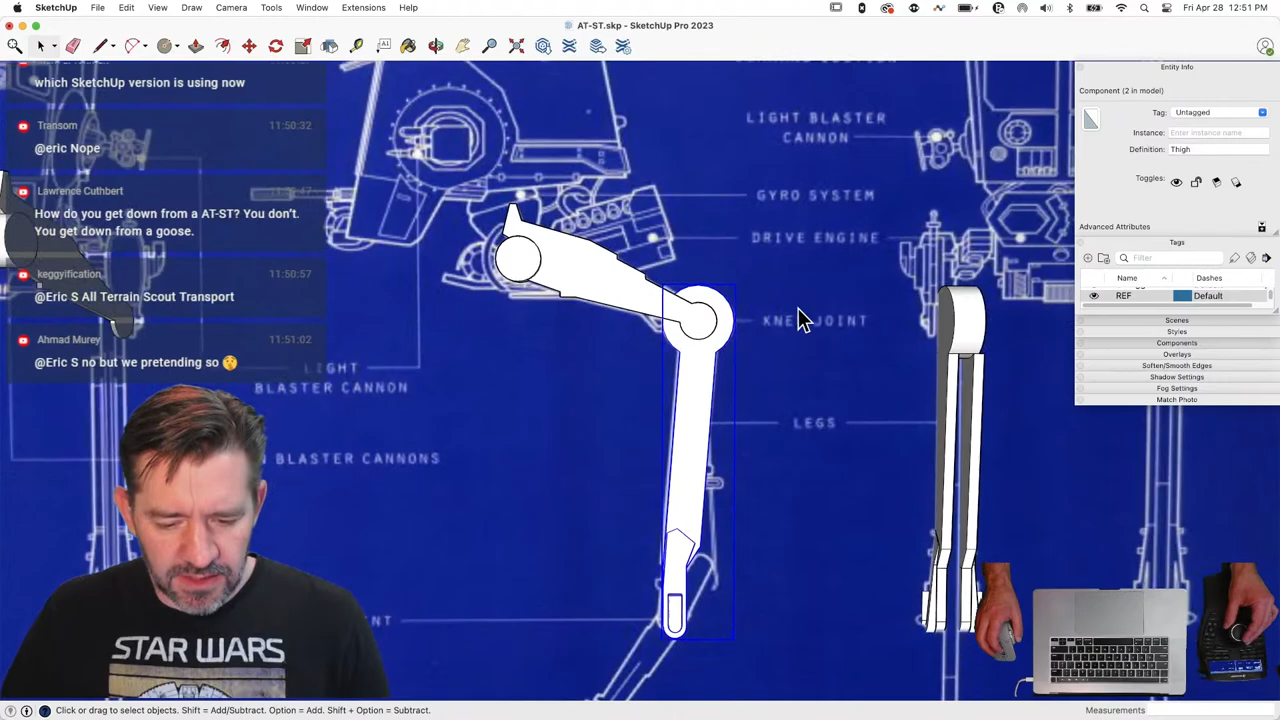 SketchUp File Edit View Draw Camera Tools Window Extensions Help
Fri Apr 28 12:51 PM
AT-ST.skp - SketchUp Pro 2023
which SketchUp version is using now
Transom 11:50:32
@eric Nope
Lawrence Cuthbert
How do you get down from a AT-ST? You don't.
You get down from a goose.
keggyification 11:50:57
@Eric S All Terrain Scout Transport
Ahmad Murey 11:51:02
@Eric S no but we pretending so 🤫
LIGHT BLASTER
CANNON
GYRO SYSTEM
DRIVE ENGINE
KNEE JOINT
LEGS
LIGHT
BLASTER CANNON
BLASTER CANNONS
NT
STAR WARS
Entity Info
Component (2 in model)
Tag: Untagged
Instance: Enter instance name
Definition: Thigh
Toggles:
Advanced Attributes
Tags
Filter
Name Dashes
REF Default
Scenes
Styles
Components
Overlays
Soften/Smooth Edges
Shadow Settings
Fog Settings
Match Photo
Click or drag to select objects. Shift = Add/Subtract. Option = Add. Shift + Option = Subtract.
Measurements